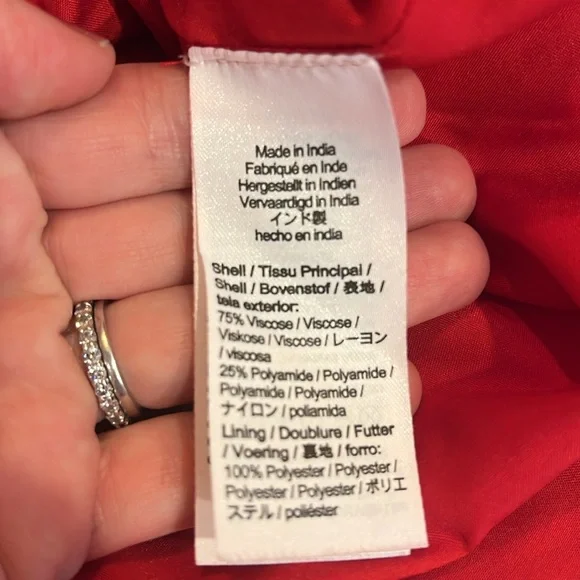 Made in India
Fabriqué en Inde
Hergestellt in Indien
Vervaardigd in India
インド製
hecho en india
Shell / Tissu Principal /
Shell / Bovenstof / 表地 /
tela exterior:
75% Viscose / Viscose /
Viskose / Viscose / レーヨン
/ viscosa
25% Polyamide / Polyamide /
Polyamide / Polyamide /
ナイロン / poliamida
Lining / Doublure / Futter
/ Voering / 裏地 / forro:
100% Polyester / Polyester /
Polyester / Polyester / ポリエ
ステル / poliéster